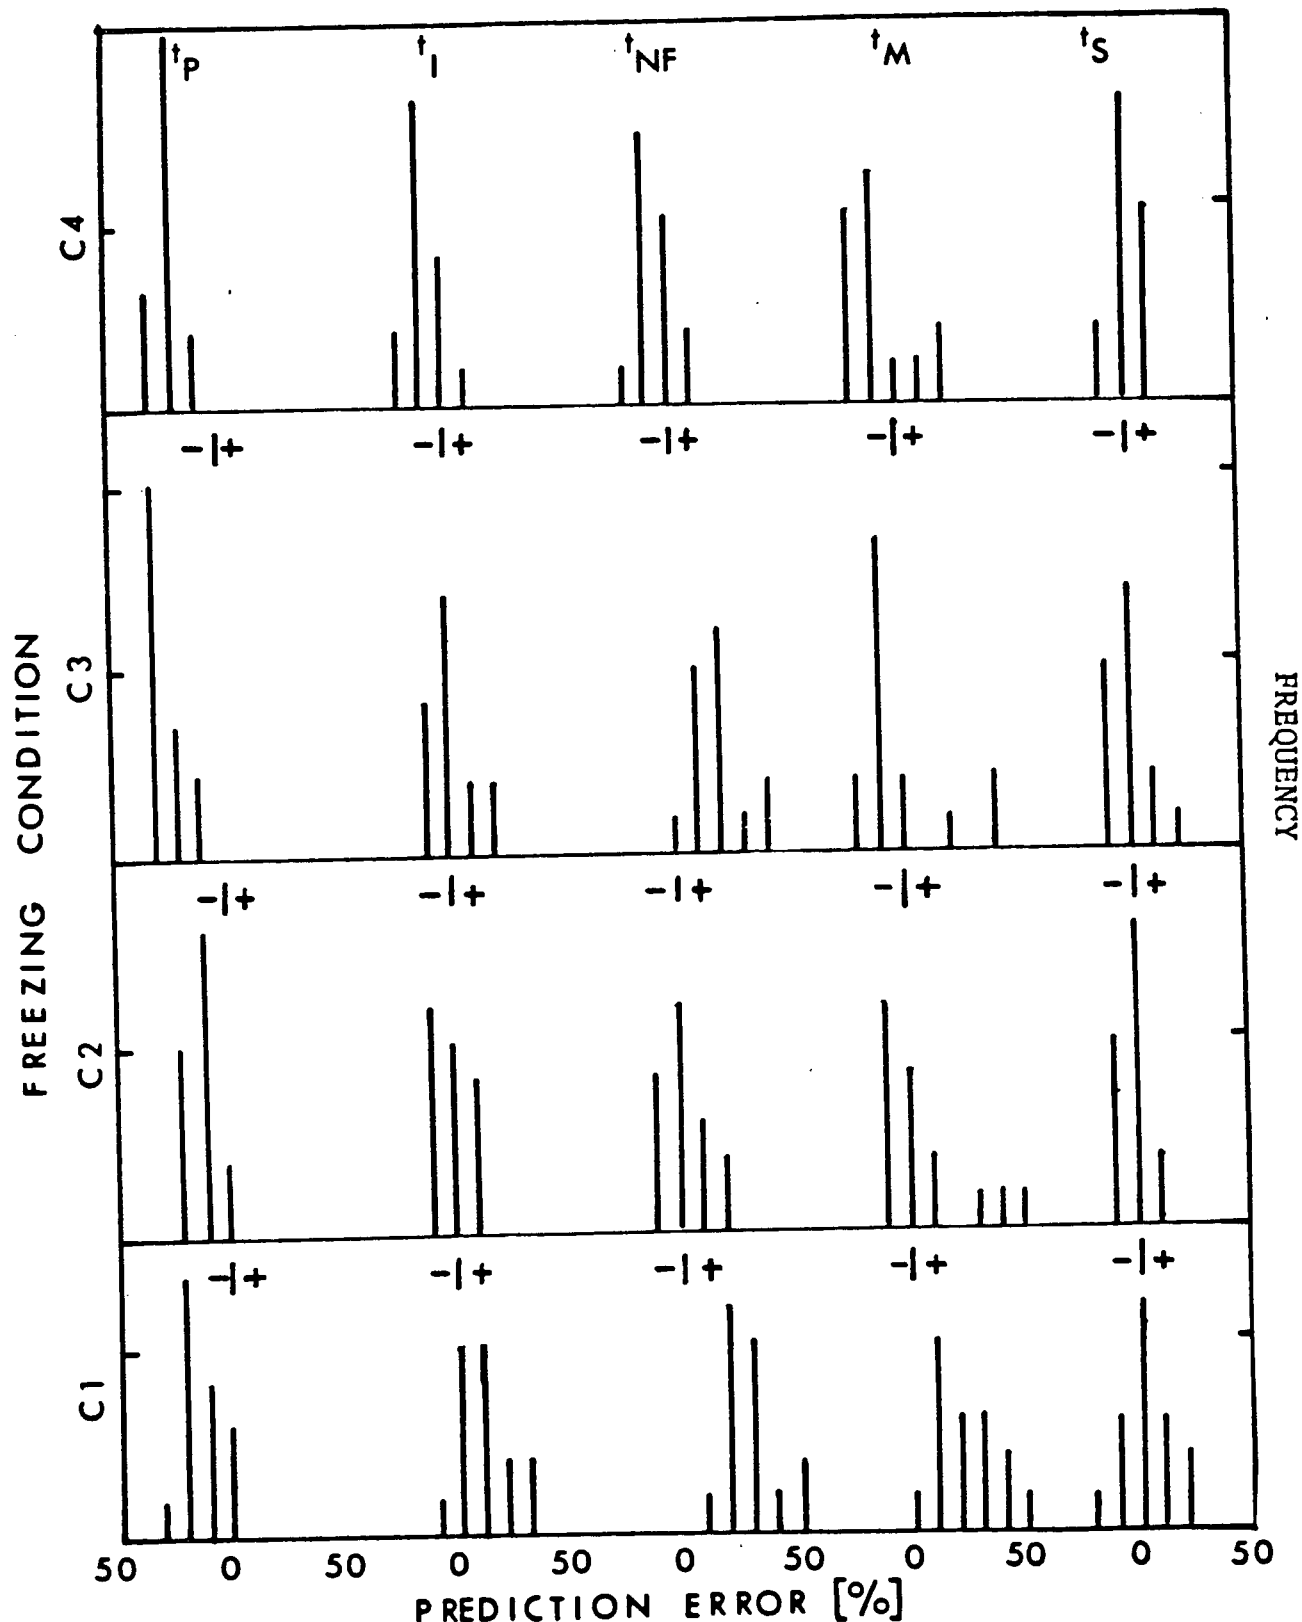 tP tI tNF tM tS
C4
-|+ -|+ -|+ -|+ -|+
C3
-|+ -|+ -|+ -|+ -|+
C2
-|+ -|+ -|+ -|+ -|+
C1
50 0 50 0 50 0 50 0 50 0 50
PREDICTION ERROR [%]
FREEZING CONDITION
FREQUENCY